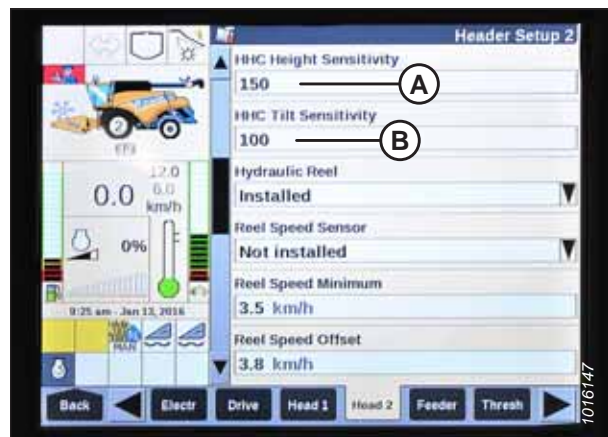 Header Setup 2
HHC Height Sensitivity
150
A
HHC Tilt Sensitivity
100
B
Hydraulic Reel
Installed
Reel Speed Sensor
Not installed
Reel Speed Minimum
3.5 km/h
Reel Speed Offset
3.8 km/h
2
12.0
0.0
6.0
km/h
0%
9:25 am - Jan 13, 2016
MAN
Back
Electr
Drive
Head 1
Head 2
Feeder
Thresh
1016147